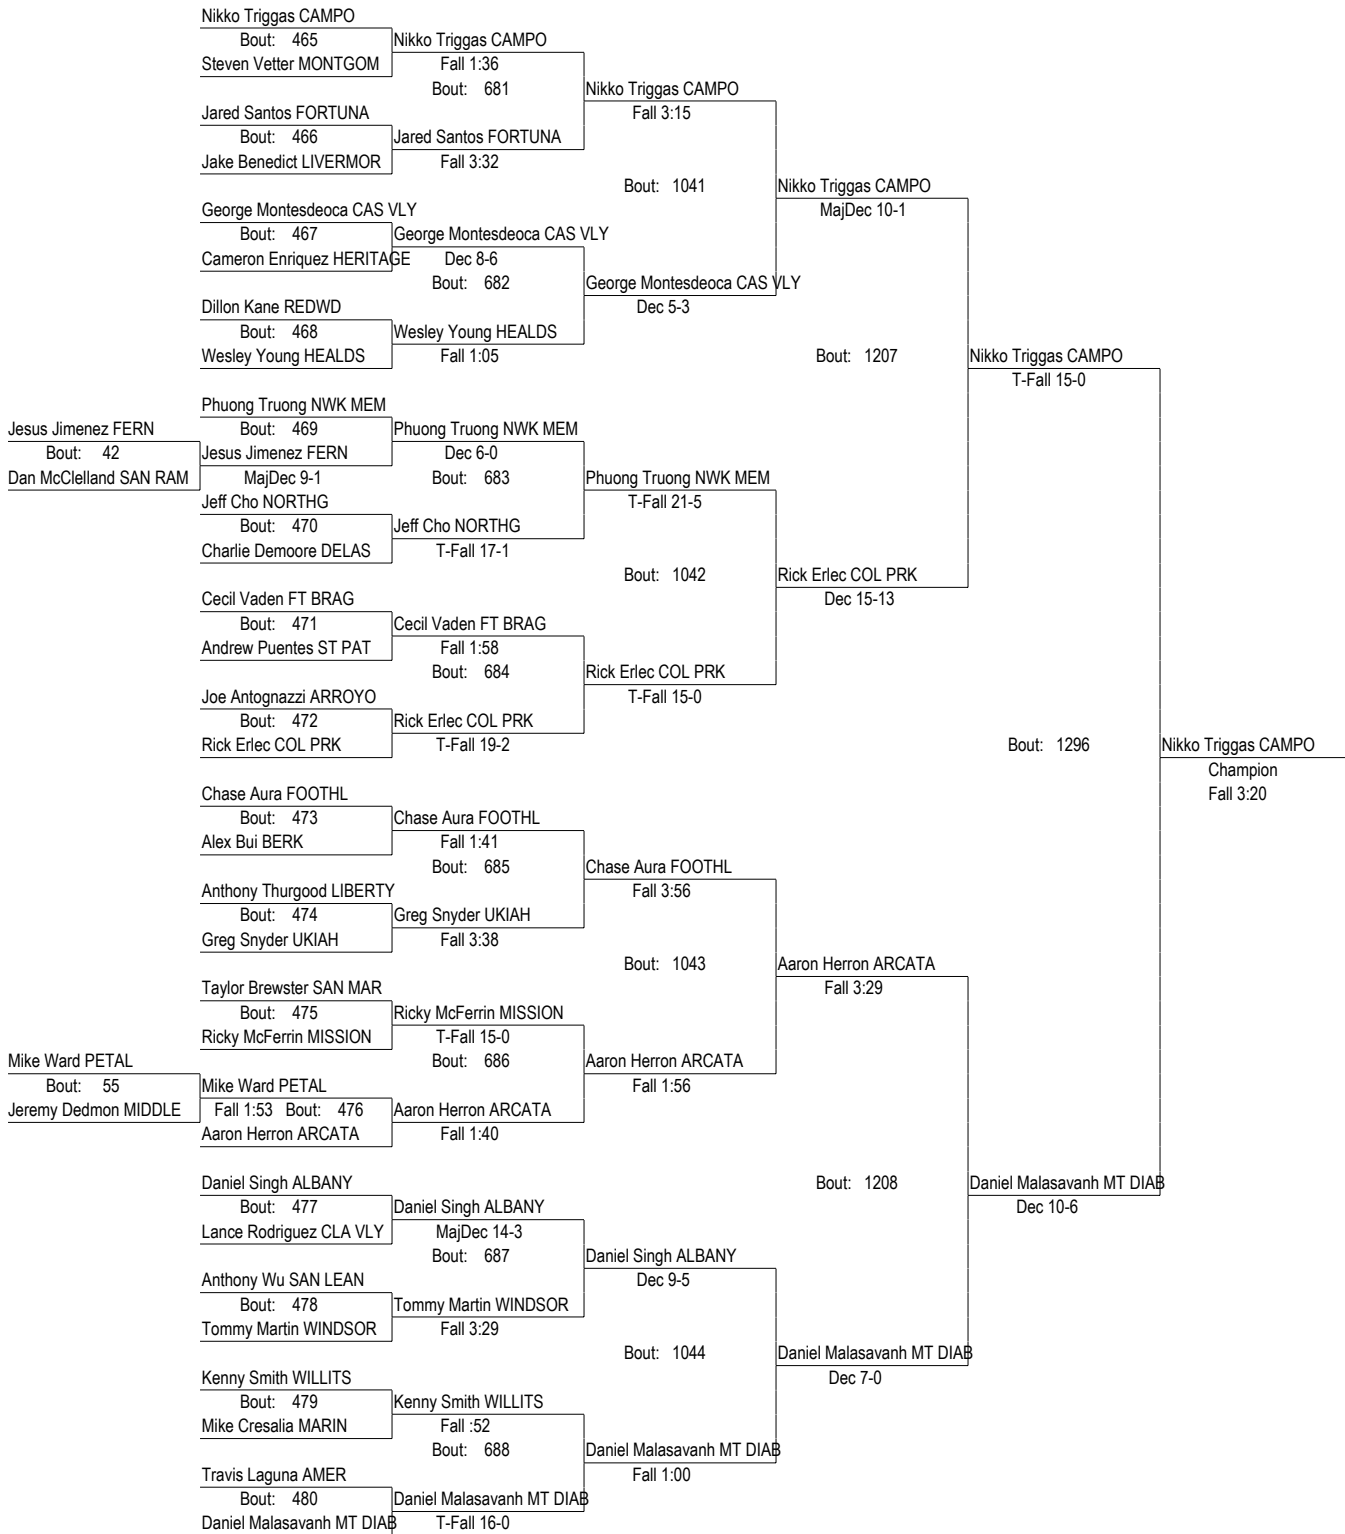 Nikko Triggas CAMPO
Bout: 465 Nikko Triggas CAMPO
Steven Vetter MONTGOM Fall 1:36
Bout: 681 Nikko Triggas CAMPO
Jared Santos FORTUNA Fall 3:15
Bout: 466 Jared Santos FORTUNA
Jake Benedict LIVERMOR Fall 3:32
Bout: 1041 Nikko Triggas CAMPO
George Montesdeoca CAS VLY MajDec 10-1
Bout: 467 George Montesdeoca CAS VLY
Cameron Enriquez HERITAGE Dec 8-6
Bout: 682 George Montesdeoca CAS VLY
Dillon Kane REDWD Dec 5-3
Bout: 468 Wesley Young HEALDS
Wesley Young HEALDS Fall 1:05 Bout: 1207 Nikko Triggas CAMPO
T-Fall 15-0
Phuong Truong NWK MEM
Jesus Jimenez FERN Bout: 469 Phuong Truong NWK MEM
Bout: 42 Jesus Jimenez FERN Dec 6-0
Dan McClelland SAN RAM MajDec 9-1 Bout: 683 Phuong Truong NWK MEM
Jeff Cho NORTHG T-Fall 21-5
Bout: 470 Jeff Cho NORTHG
Charlie Demoore DELAS T-Fall 17-1
Bout: 1042 Rick Erlec COL PRK
Cecil Vaden FT BRAG Dec 15-13
Bout: 471 Cecil Vaden FT BRAG
Andrew Puentes ST PAT Fall 1:58
Bout: 684 Rick Erlec COL PRK
Joe Antognazzi ARROYO T-Fall 15-0
Bout: 472 Rick Erlec COL PRK
Rick Erlec COL PRK T-Fall 19-2 Bout: 1296 Nikko Triggas CAMPO
Champion
Chase Aura FOOTHL Fall 3:20
Bout: 473 Chase Aura FOOTHL
Alex Bui BERK Fall 1:41
Bout: 685 Chase Aura FOOTHL
Anthony Thurgood LIBERTY Fall 3:56
Bout: 474 Greg Snyder UKIAH
Greg Snyder UKIAH Fall 3:38
Bout: 1043 Aaron Herron ARCATA
Taylor Brewster SAN MAR Fall 3:29
Bout: 475 Ricky McFerrin MISSION
Ricky McFerrin MISSION T-Fall 15-0
Mike Ward PETAL Bout: 686 Aaron Herron ARCATA
Bout: 55 Mike Ward PETAL Fall 1:56
Jeremy Dedmon MIDDLE Fall 1:53 Bout: 476 Aaron Herron ARCATA
Aaron Herron ARCATA Fall 1:40
Daniel Singh ALBANY Bout: 1208 Daniel Malasavanh MT DIAB
Bout: 477 Daniel Singh ALBANY Dec 10-6
Lance Rodriguez CLA VLY MajDec 14-3
Bout: 687 Daniel Singh ALBANY
Anthony Wu SAN LEAN Dec 9-5
Bout: 478 Tommy Martin WINDSOR
Tommy Martin WINDSOR Fall 3:29
Bout: 1044 Daniel Malasavanh MT DIAB
Kenny Smith WILLITS Dec 7-0
Bout: 479 Kenny Smith WILLITS
Mike Cresalia MARIN Fall :52
Bout: 688 Daniel Malasavanh MT DIAB
Travis Laguna AMER Fall 1:00
Bout: 480 Daniel Malasavanh MT DIAB
Daniel Malasavanh MT DIAB T-Fall 16-0